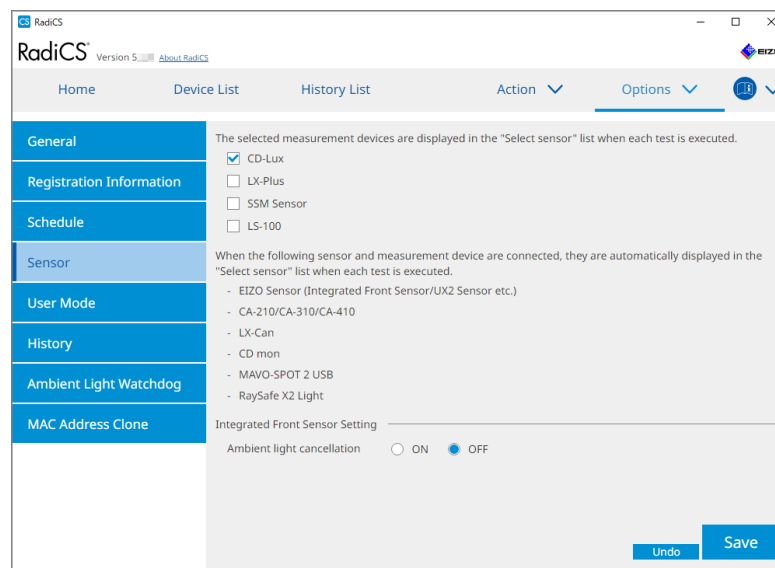 CS RadiCS
RadiCS® Version 5. About RadiCS
EIZ
Home Device List History List Action Options
General
Registration Information
Schedule
Sensor
User Mode
History
Ambient Light Watchdog
MAC Address Clone
The selected measurement devices are displayed in the "Select sensor" list when each test is executed.
CD-Lux
LX-Plus
SSM Sensor
LS-100
When the following sensor and measurement device are connected, they are automatically displayed in the
"Select sensor" list when each test is executed.
- EIZO Sensor (Integrated Front Sensor/UX2 Sensor etc.)
- CA-210/CA-310/CA-410
- LX-Can
- CD mon
- MAVO-SPOT 2 USB
- RaySafe X2 Light
Integrated Front Sensor Setting
Ambient light cancellation ON OFF
Undo Save